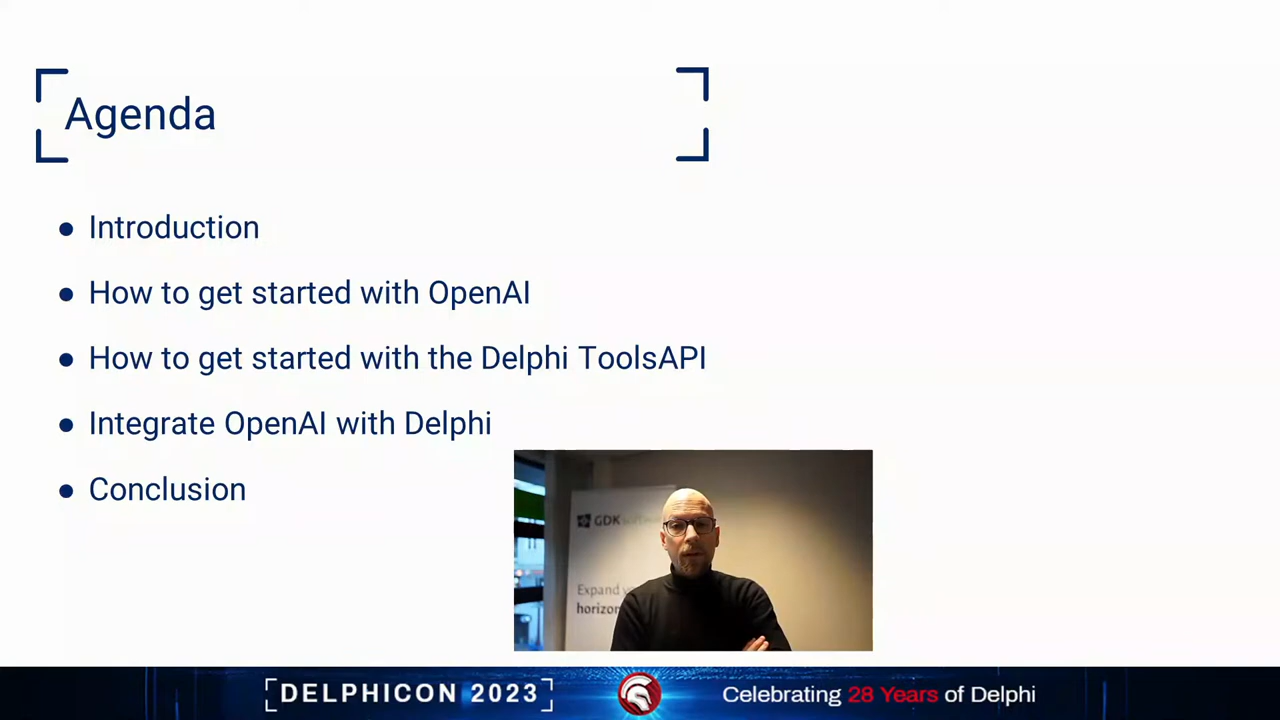 Agenda
● Introduction
● How to get started with OpenAI
● How to get started with the Delphi ToolsAPI
● Integrate OpenAI with Delphi
● Conclusion
GDK
Expand
horizon
[DELPHICON 2023]
Celebrating 28 Years of Delphi